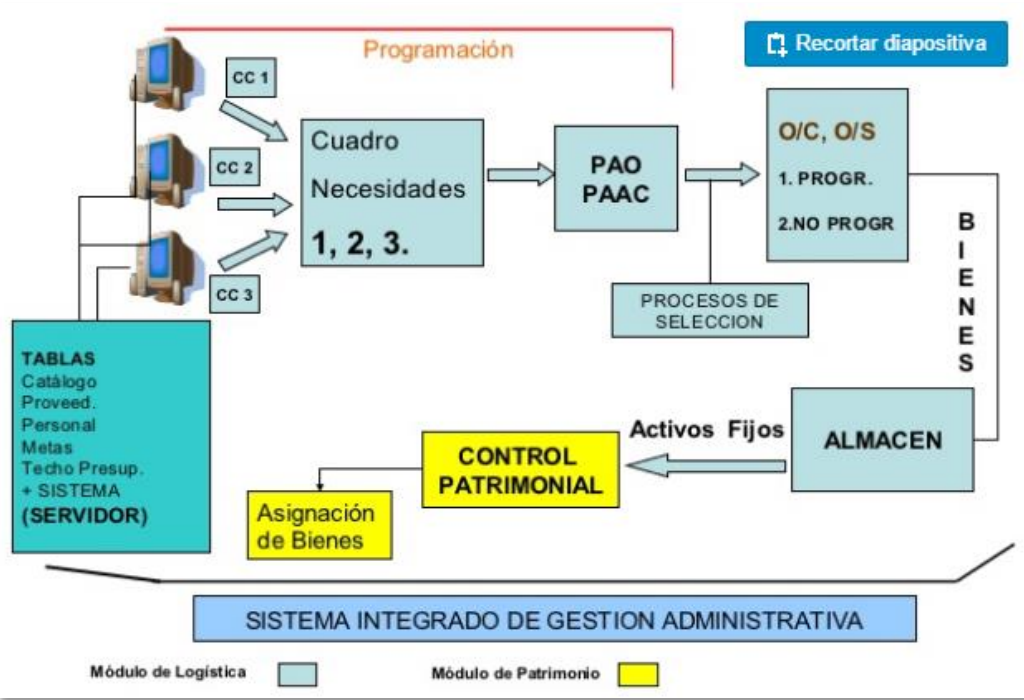 Programación
Recortar diapositiva
CC 1
CC 2
CC 3
Cuadro
Necesidades
1, 2, 3.
PAO
PAAC
O/C, O/S
1. PROGR.
2.NO PROGR
PROCESOS DE
SELECCION
BIENES
TABLAS
Catálogo
Proveed.
Personal
Metas
Techo Presup.
+ SISTEMA
(SERVIDOR)
ALMACEN
Activos Fijos
CONTROL
PATRIMONIAL
Asignación
de Bienes
SISTEMA INTEGRADO DE GESTION ADMINISTRATIVA
Módulo de Logística
Módulo de Patrimonio